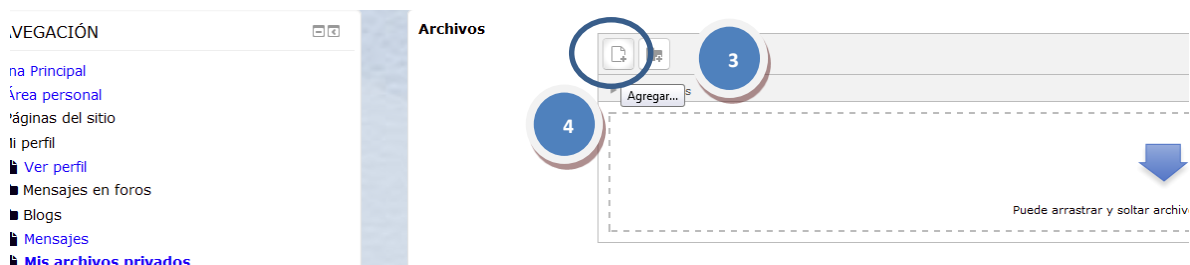 .VEGACIÓN
na Principal
Área personal
Páginas del sitio
li perfil
Ver perfil
Mensajes en foros
Blogs
Mensajes
Mis archivos privados
Archivos
3
Agregar...
s
4
Puede arrastrar y soltar archiv